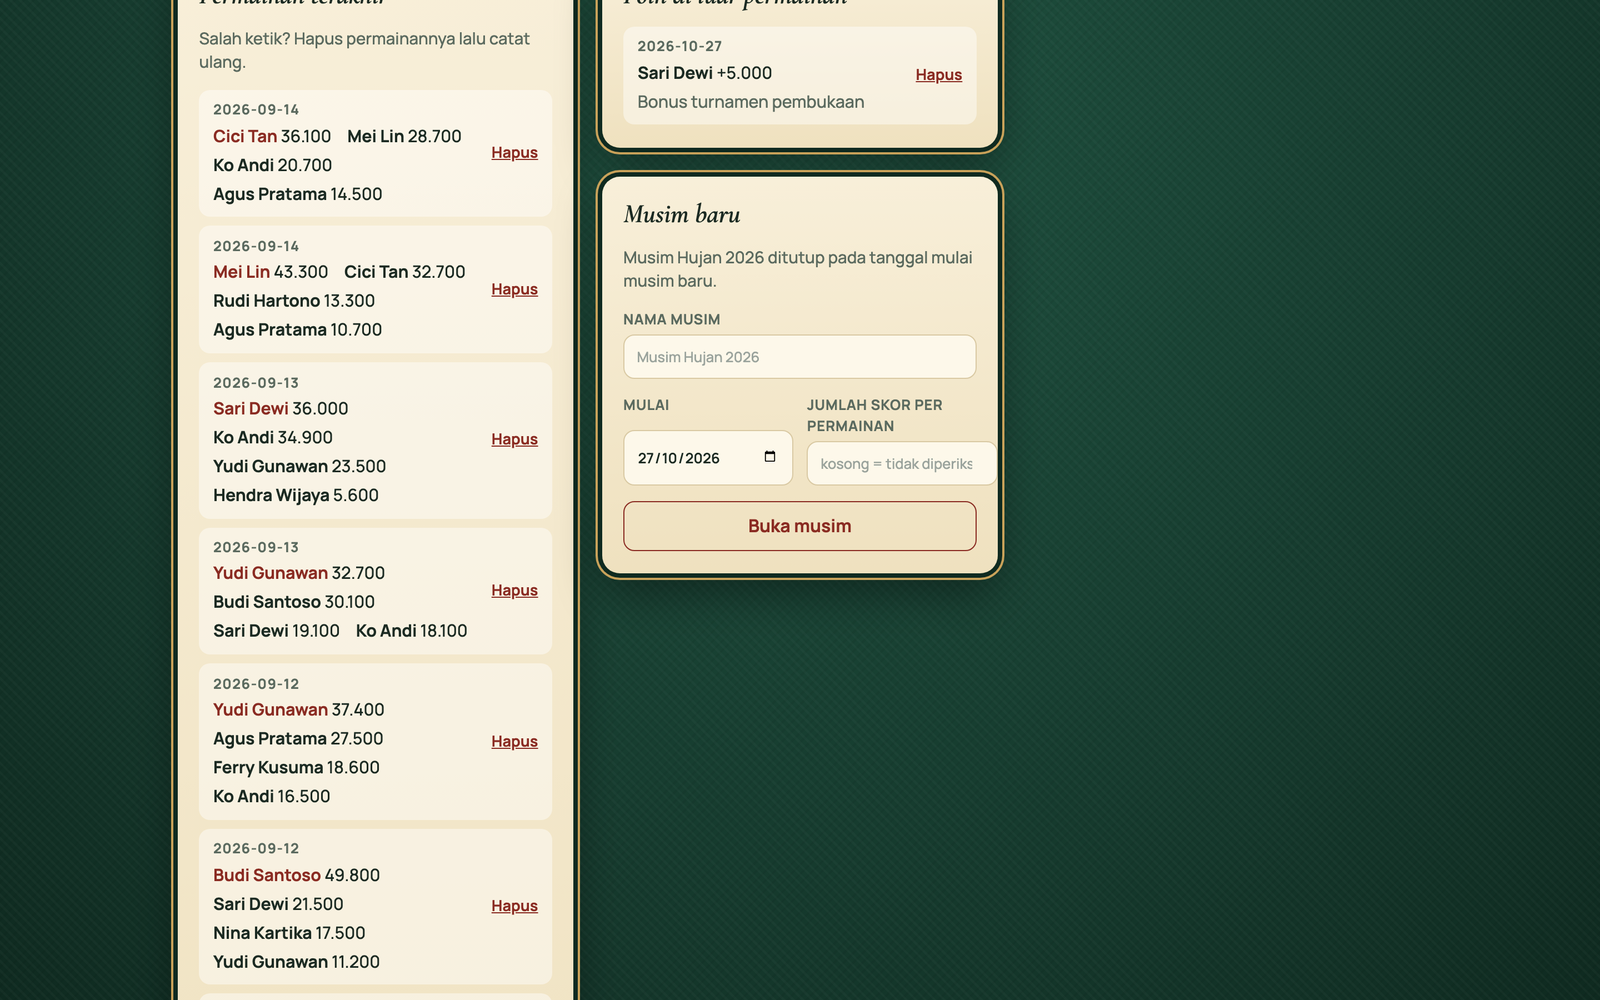 Permainan terakhir
Salah ketik? Hapus permainannya lalu catat
ulang.
2026-09-14
Cici Tan 36.100 Mei Lin 28.700
Ko Andi 20.700
Agus Pratama 14.500
Hapus
2026-09-14
Mei Lin 43.300 Cici Tan 32.700
Rudi Hartono 13.300
Agus Pratama 10.700
Hapus
2026-09-13
Sari Dewi 36.000
Ko Andi 34.900
Yudi Gunawan 23.500
Hendra Wijaya 5.600
Hapus
2026-09-13
Yudi Gunawan 32.700
Budi Santoso 30.100
Sari Dewi 19.100 Ko Andi 18.100
Hapus
2026-09-12
Yudi Gunawan 37.400
Agus Pratama 27.500
Ferry Kusuma 18.600
Ko Andi 16.500
Hapus
2026-09-12
Budi Santoso 49.800
Sari Dewi 21.500
Nina Kartika 17.500
Yudi Gunawan 11.200
Hapus
Poin di luar permainan
2026-10-27
Sari Dewi +5.000
Bonus turnamen pembukaan
Hapus
Musim baru
Musim Hujan 2026 ditutup pada tanggal mulai
musim baru.
NAMA MUSIM
Musim Hujan 2026
MULAI
27/10/2026
JUMLAH SKOR PER
PERMAINAN
kosong = tidak diperiks
Buka musim